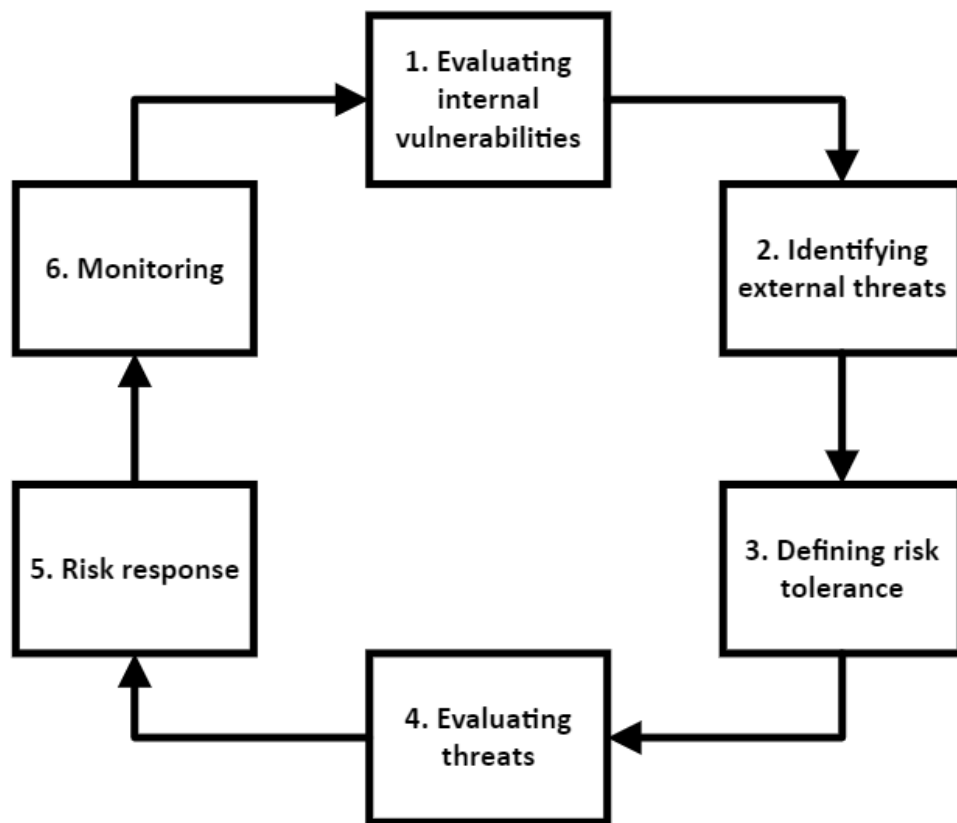 1. Evaluating
internal
vulnerabilities
2. Identifying
external threats
3. Defining risk
tolerance
4. Evaluating
threats
5. Risk response
6. Monitoring